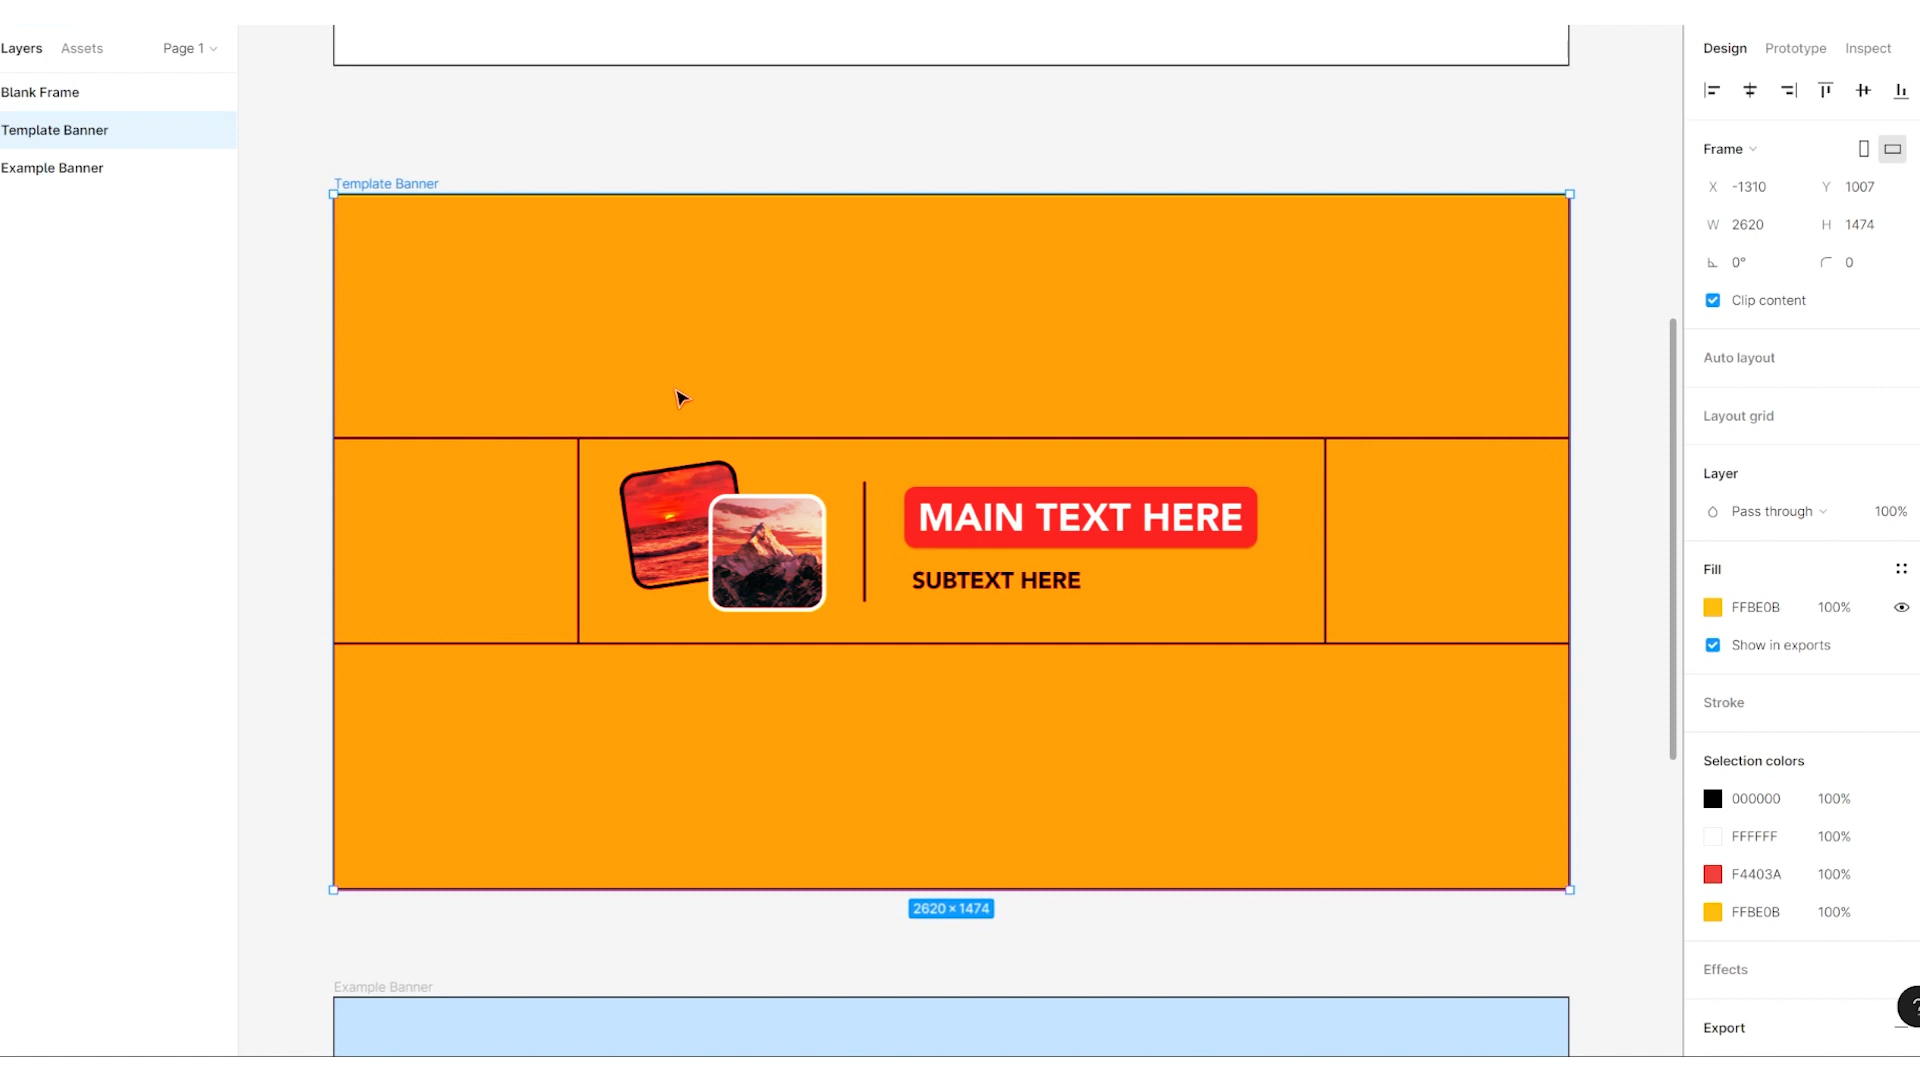 Layers Assets Page 1
Blank Frame
Template Banner
Example Banner
Template Banner
MAIN TEXT HERE
SUBTEXT HERE
2620 × 1474
Example Banner
Design Prototype Inspect
Frame
X -1310 Y 1007
W 2620 H 1474
0° 0
Clip content
Auto layout
Layout grid
Layer
Pass through 100%
Fill
FFBE0B 100%
Show in exports
Stroke
Selection colors
000000 100%
FFFFFF 100%
F4403A 100%
FFBE0B 100%
Effects
?
Export